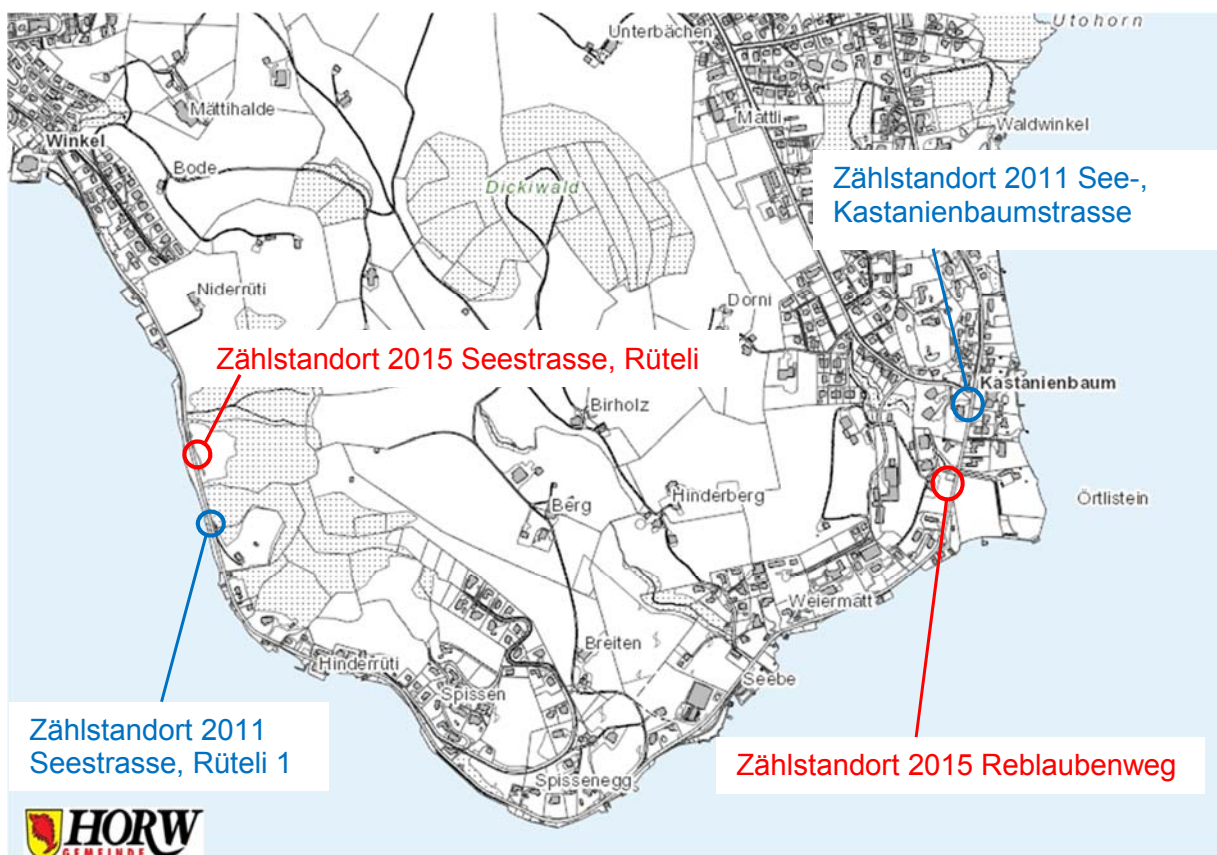 Utohorn
Unterbächen
Mättihalde
Mattli
Waldwinkel
Winkel
Bode
Dickiwald
Zählstandort 2011 See-,
Kastanienbaumstrasse
Niderrüti
Dorni
Zählstandort 2015 Seestrasse, Rüteli
Kastanienbaum
Birholz
Berg
Hinderberg
Örtlistein
Weiermatt
Breiten
Hinderrüti
Seebe
Spissen
Zählstandort 2011
Seestrasse, Rüteli 1
Zählstandort 2015 Reblaubenweg
Spissenegg
HORW
GEMEINDE